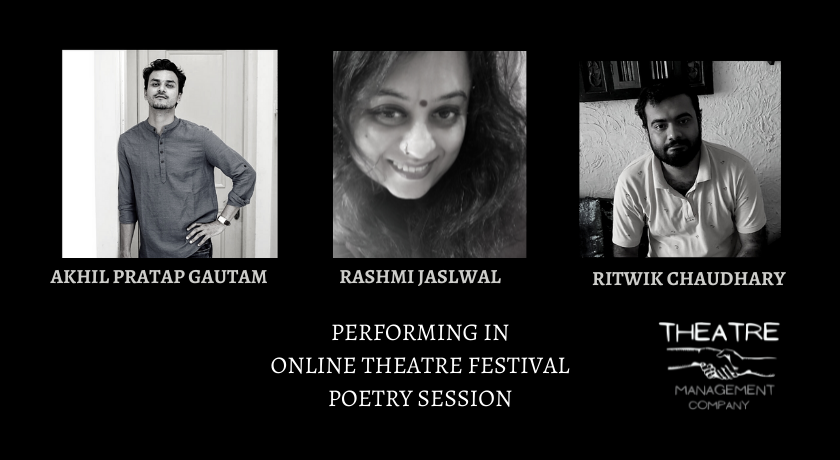 AKHIL PRATAP GAUTAM
RASHMI JASLWAL
RITWIK CHAUDHARY
PERFORMING IN
ONLINE THEATRE FESTIVAL
POETRY SESSION
THEATRE
MANAGEMENT
COMPANY